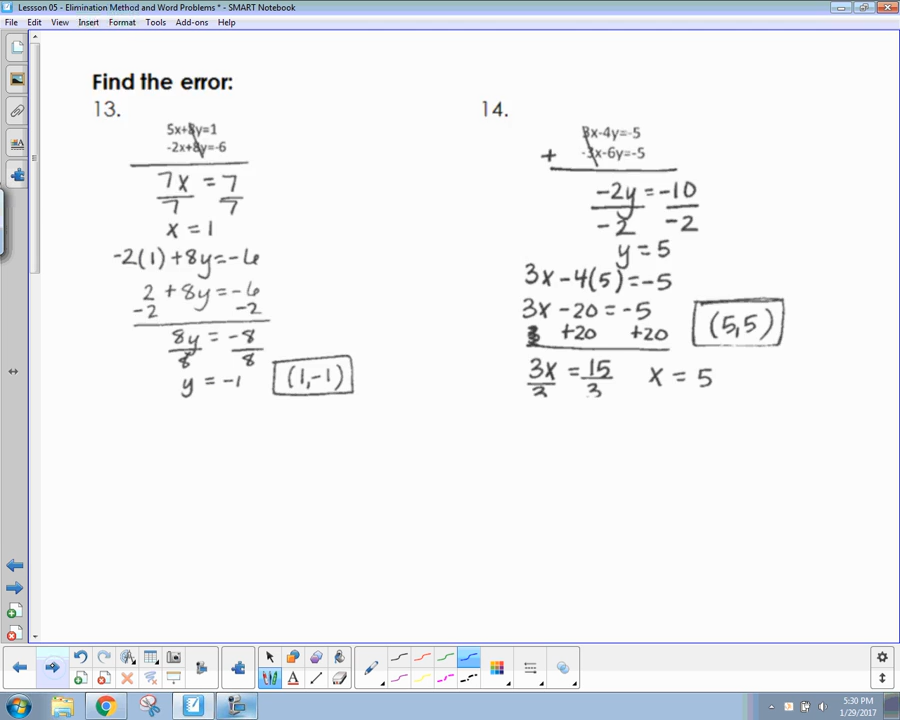 Lessson 05 - Elimination Method and Word Problems * - SMART Notebook
File Edit View Insert Format Tools Add-ons Help
Find the error:
13.
5x+8y=1
-2x+8y=-6
7x = 7
7 7
x = 1
-2(1) + 8y = -6
2 + 8y = -6
-2 -2
8y = -8
8 8
y = -1
(1,-1)
14.
3x-4y=-5
+ -3x-6y=-5
-2y = -10
-2 -2
y = 5
3x - 4(5) = -5
3x - 20 = -5
+20 +20
3x = 15
3 3
x = 5
(5,5)
5:30 PM
1/29/2017